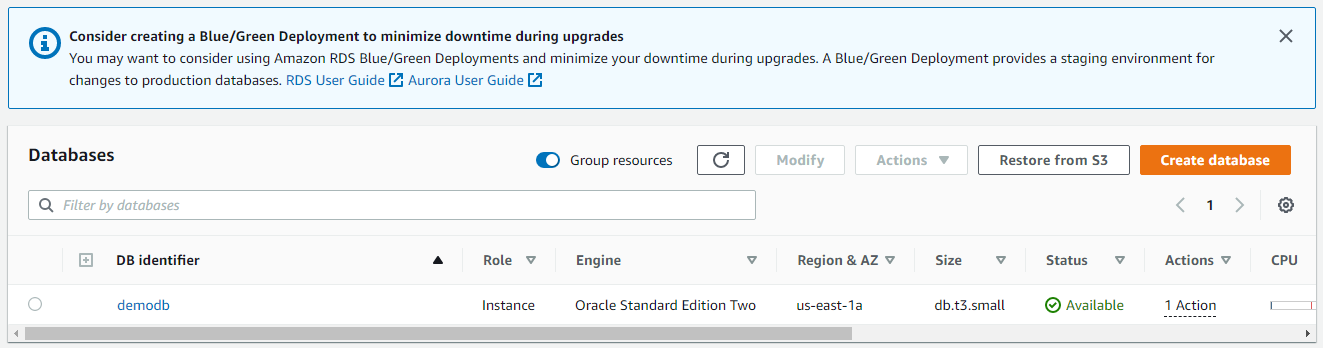 Consider creating a Blue/Green Deployment to minimize downtime during upgrades
You may want to consider using Amazon RDS Blue/Green Deployments and minimize your downtime during upgrades. A Blue/Green Deployment provides a staging environment for
changes to production databases. RDS User Guide Aurora User Guide
Databases Group resources Modify Actions Restore from S3 Create database
Filter by databases 1
DB identifier Role Engine Region & AZ Size Status Actions CPU
demodb Instance Oracle Standard Edition Two us-east-1a db.t3.small Available 1 Action